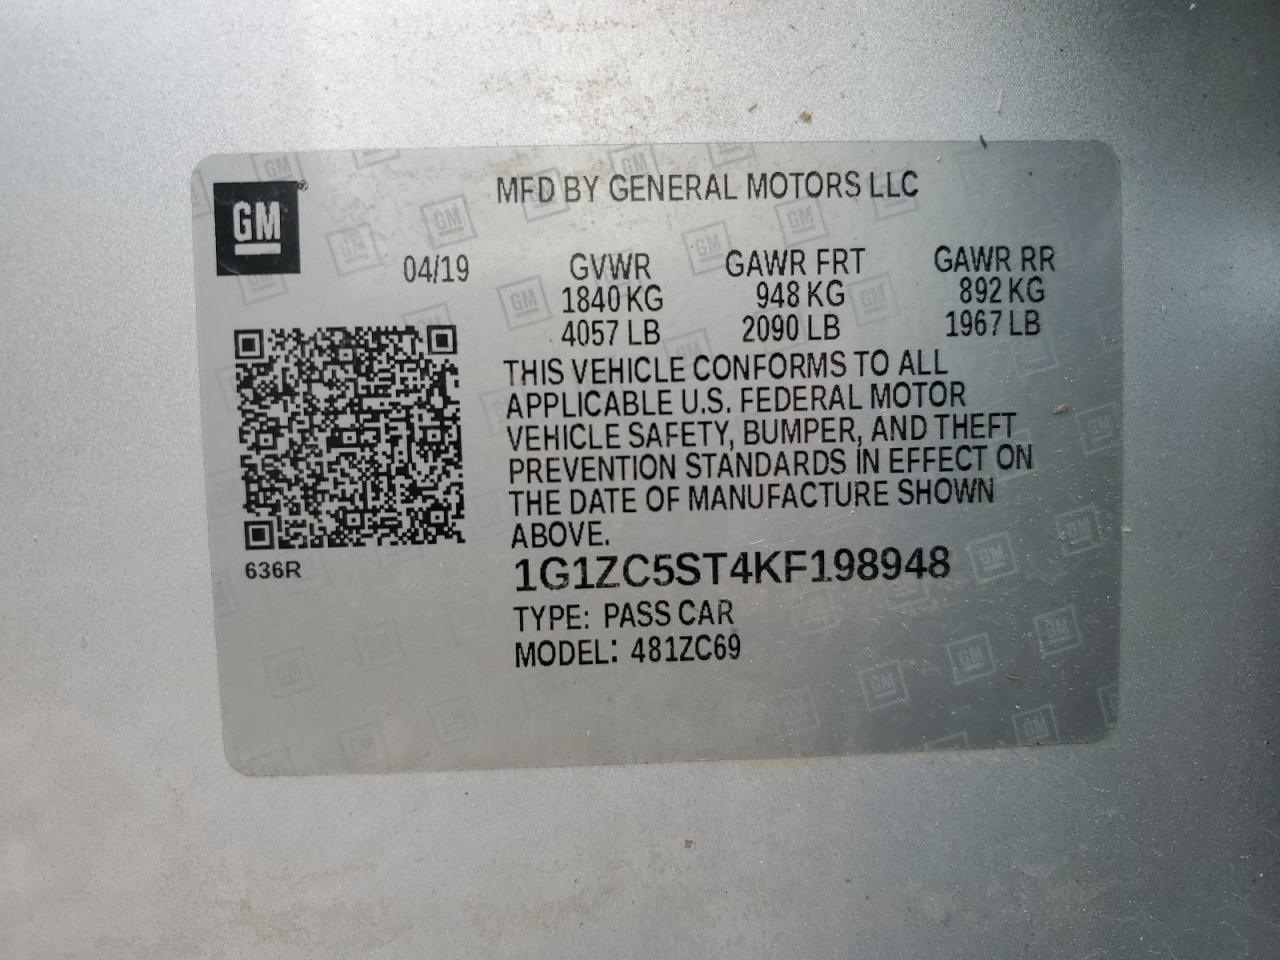 GM
MFD BY GENERAL MOTORS LLC
04/19
GVWR GAWR FRT GAWR RR
1840 KG 948 KG 892 KG
4057 LB 2090 LB 1967 LB
THIS VEHICLE CONFORMS TO ALL
APPLICABLE U.S. FEDERAL MOTOR
VEHICLE SAFETY, BUMPER, AND THEFT
PREVENTION STANDARDS IN EFFECT ON
THE DATE OF MANUFACTURE SHOWN
ABOVE.
636R
1G1ZC5ST4KF198948
TYPE: PASS CAR
MODEL: 481ZC69